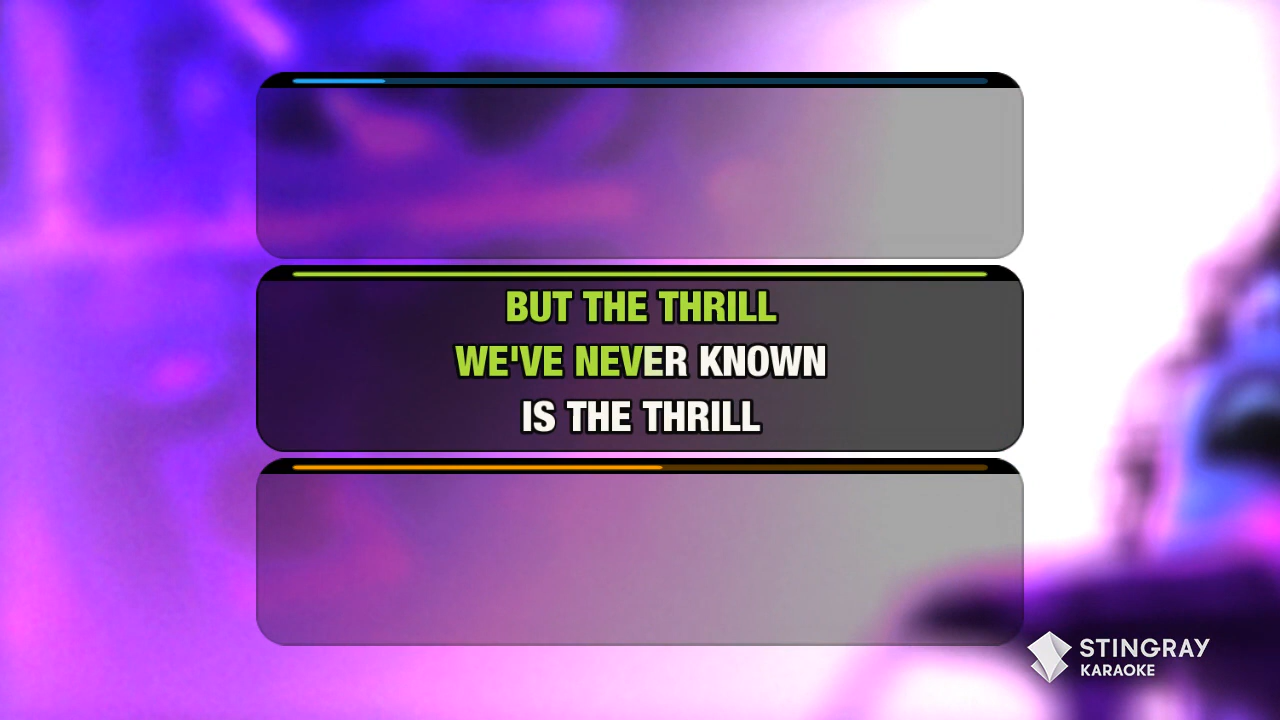 BUT THE THRILL
WE'VE NEVER KNOWN
IS THE THRILL
STINGRAY
KARAOKE